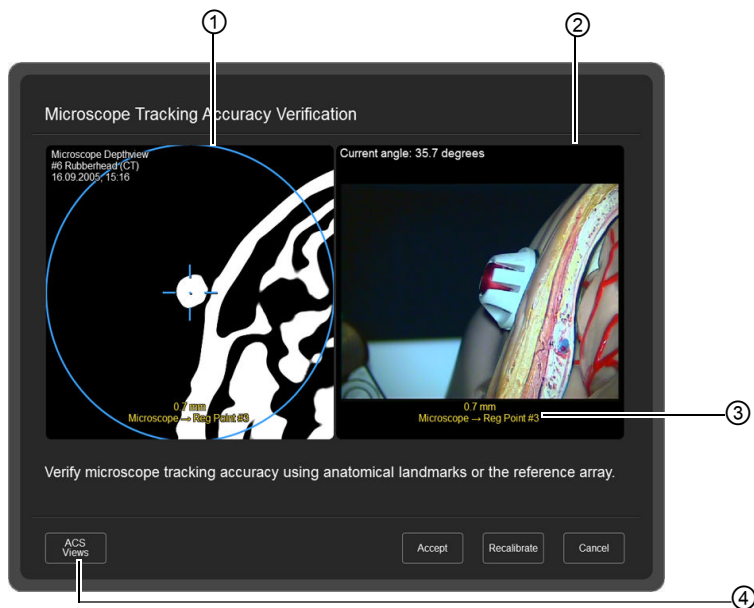 ①
②
Microscope Tracking Accuracy Verification
Microscope Depthview
#6 Rubberhead (CT)
16.09.2005, 15:16
Current angle: 35.7 degrees
0.7 mm
Microscope → Reg Point #3
0.7 mm
Microscope → Reg Point #3
③
Verify microscope tracking accuracy using anatomical landmarks or the reference array.
ACS
Views
Accept
Recalibrate
Cancel
④